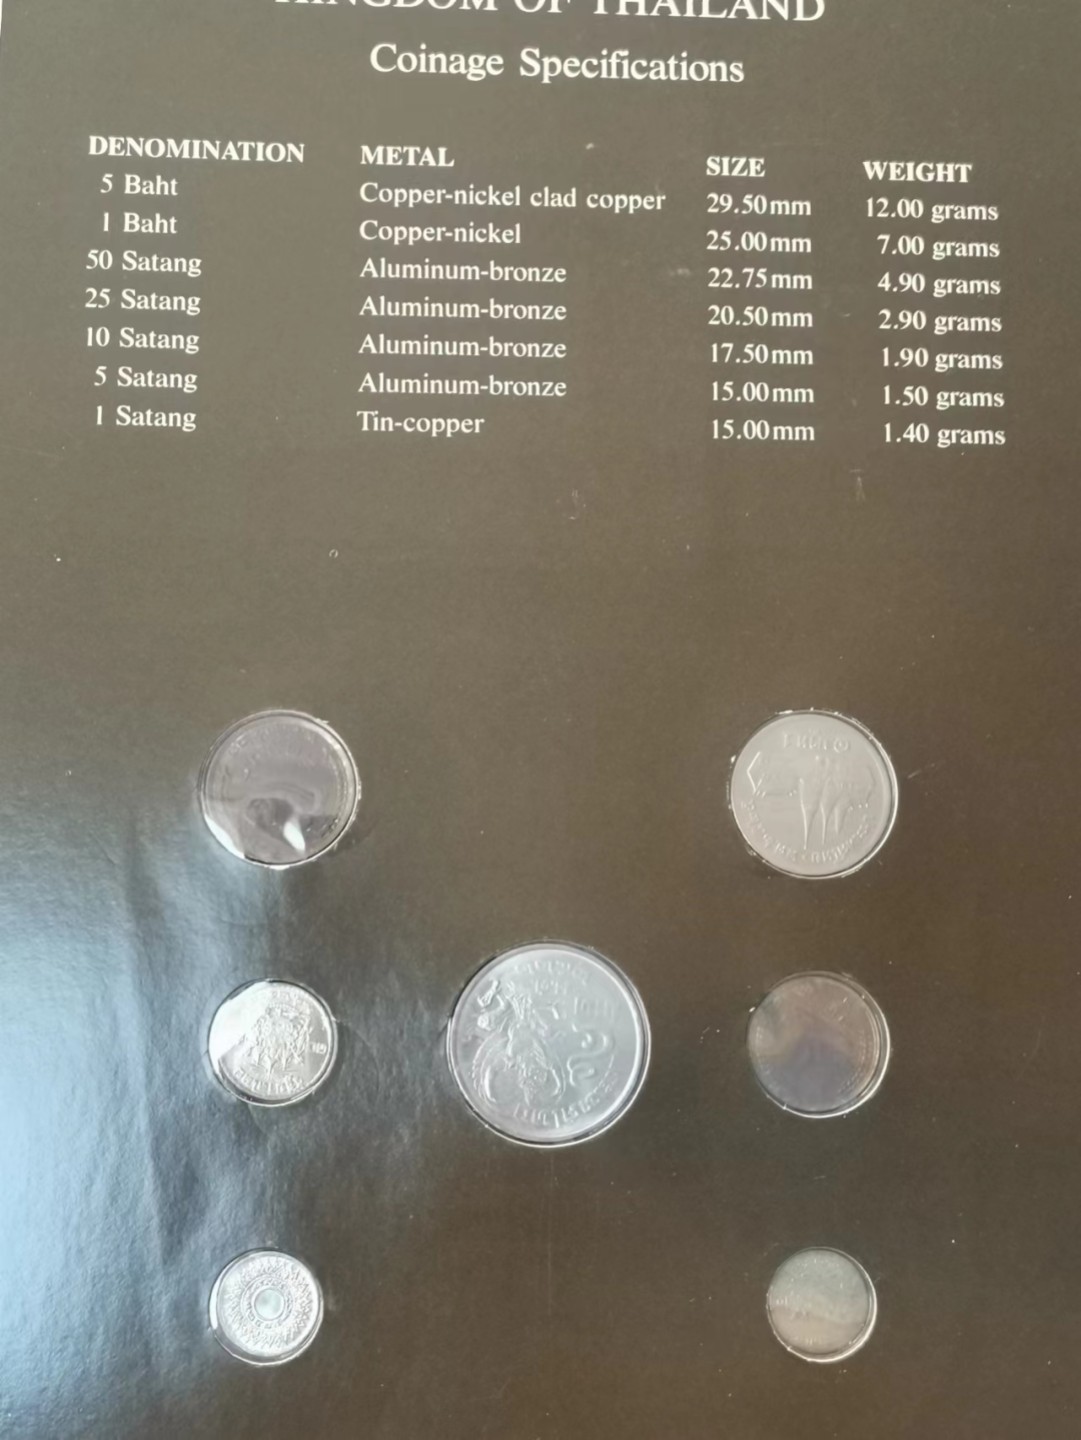 KINGDOM OF THAILAND
Coinage Specifications
DENOMINATION METAL SIZE WEIGHT
5 Baht Copper-nickel clad copper 29.50mm 12.00 grams
1 Baht Copper-nickel 25.00mm 7.00 grams
50 Satang Aluminum-bronze 22.75mm 4.90 grams
25 Satang Aluminum-bronze 20.50mm 2.90 grams
10 Satang Aluminum-bronze 17.50mm 1.90 grams
5 Satang Aluminum-bronze 15.00mm 1.50 grams
1 Satang Tin-copper 15.00mm 1.40 grams